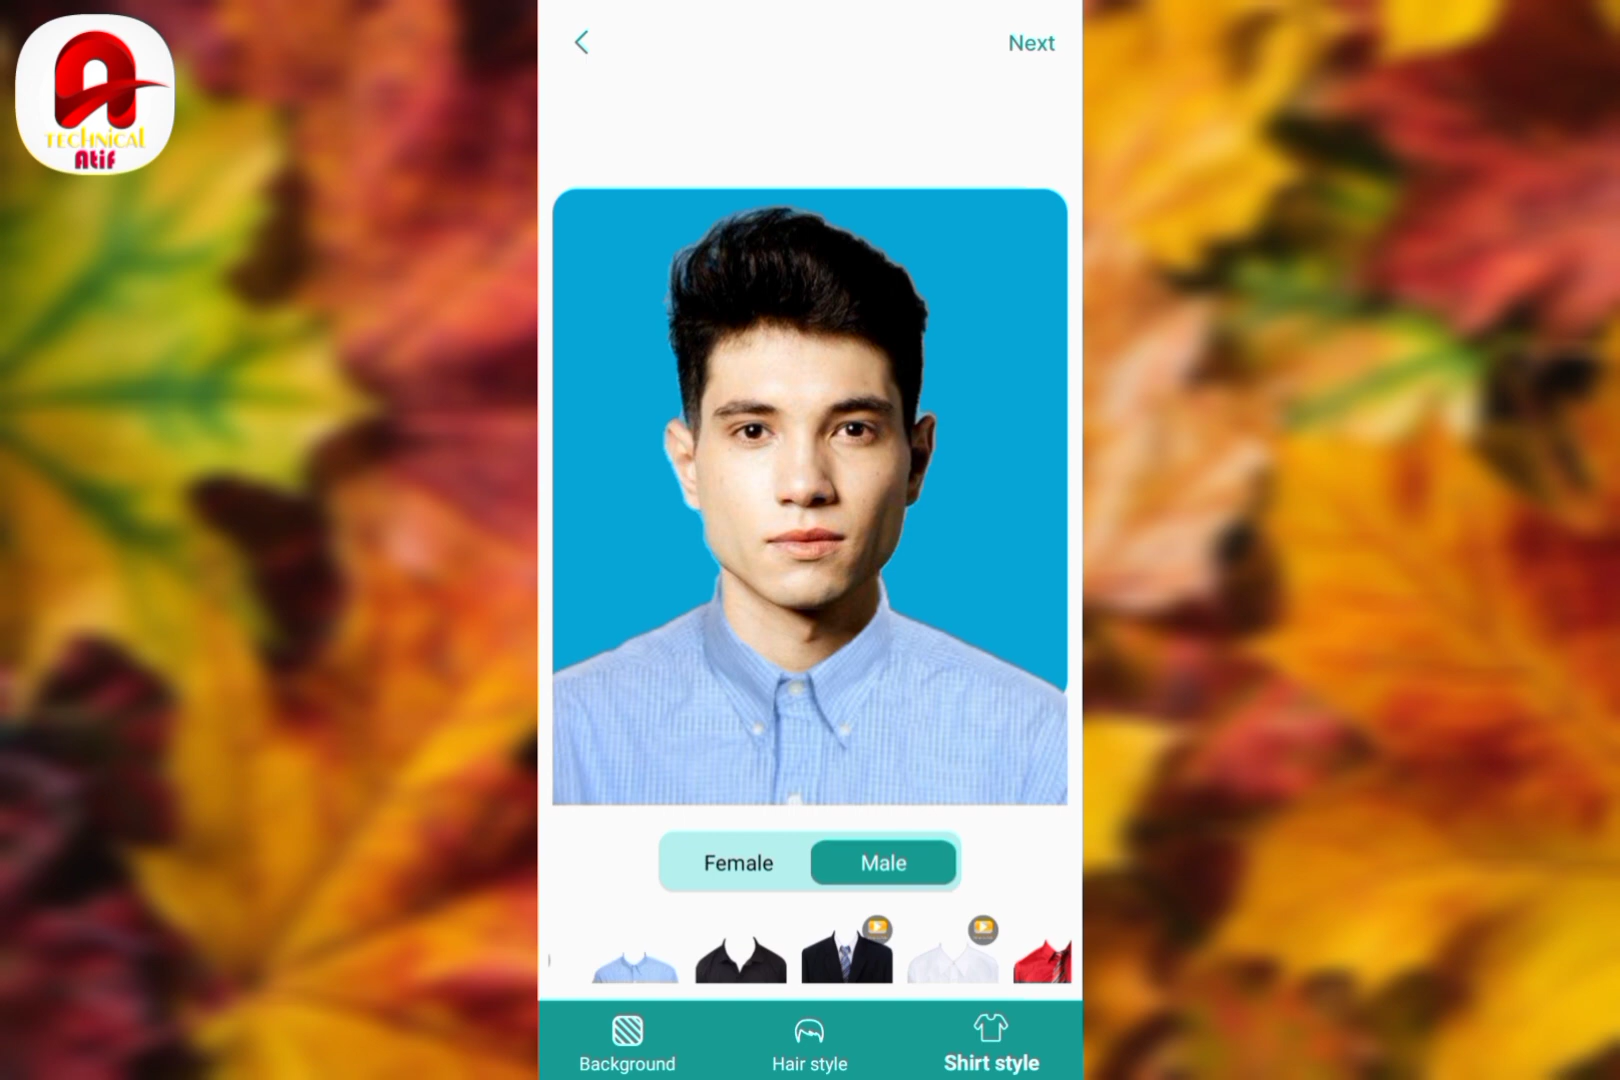 TECHNICAL
Atif
Next
Female
Male
Background
Hair style
Shirt style